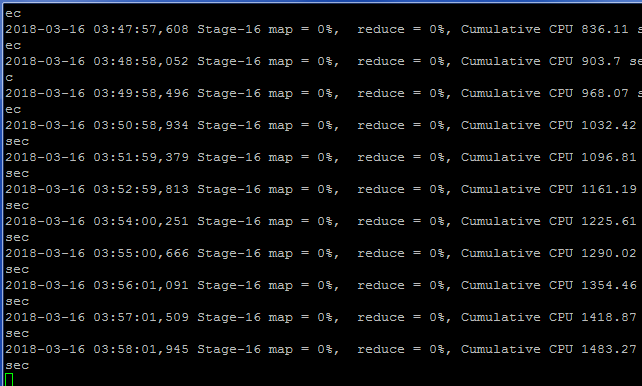 ec
2018-03-16 03:47:57,608 Stage-16 map = 0%,  reduce = 0%, Cumulative CPU 836.11 s
ec
2018-03-16 03:48:58,052 Stage-16 map = 0%,  reduce = 0%, Cumulative CPU 903.7 se
c
2018-03-16 03:49:58,496 Stage-16 map = 0%,  reduce = 0%, Cumulative CPU 968.07 s
ec
2018-03-16 03:50:58,934 Stage-16 map = 0%,  reduce = 0%, Cumulative CPU 1032.42
sec
2018-03-16 03:51:59,379 Stage-16 map = 0%,  reduce = 0%, Cumulative CPU 1096.81
sec
2018-03-16 03:52:59,813 Stage-16 map = 0%,  reduce = 0%, Cumulative CPU 1161.19
sec
2018-03-16 03:54:00,251 Stage-16 map = 0%,  reduce = 0%, Cumulative CPU 1225.61
sec
2018-03-16 03:55:00,666 Stage-16 map = 0%,  reduce = 0%, Cumulative CPU 1290.02
sec
2018-03-16 03:56:01,091 Stage-16 map = 0%,  reduce = 0%, Cumulative CPU 1354.46
sec
2018-03-16 03:57:01,509 Stage-16 map = 0%,  reduce = 0%, Cumulative CPU 1418.87
sec
2018-03-16 03:58:01,945 Stage-16 map = 0%,  reduce = 0%, Cumulative CPU 1483.27
sec